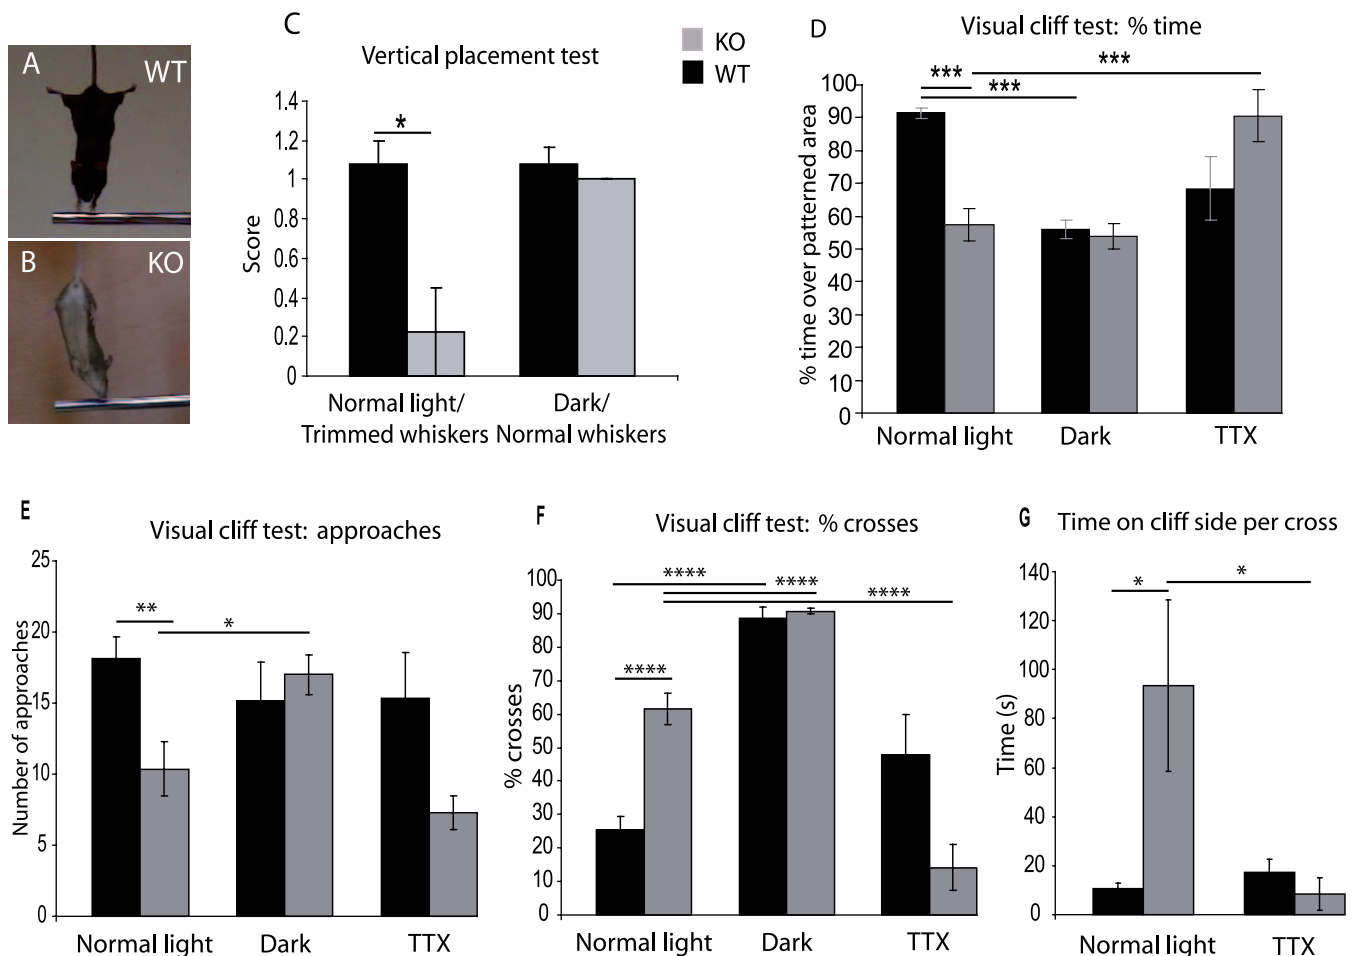 A
WT
B
KO
C
Vertical placement test
KO
WT
Score
1.4
1.2
1
0.8
0.6
0.4
0.2
0
*
Normal light/
Trimmed whiskers
Dark/
Normal whiskers
D
Visual cliff test: % time
% time over patterned area
100
90
80
70
60
50
40
30
20
10
0
***
***
***
Normal light
Dark
TTX
E
Visual cliff test: approaches
Number of approaches
25
20
15
10
5
0
**
*
Normal light
Dark
TTX
F
Visual cliff test: % crosses
% crosses
100
90
80
70
60
50
40
30
20
10
0
****
****
****
****
Normal light
Dark
TTX
G
Time on cliff side per cross
Time (s)
140
120
100
80
60
40
20
0
*
*
Normal light
TTX